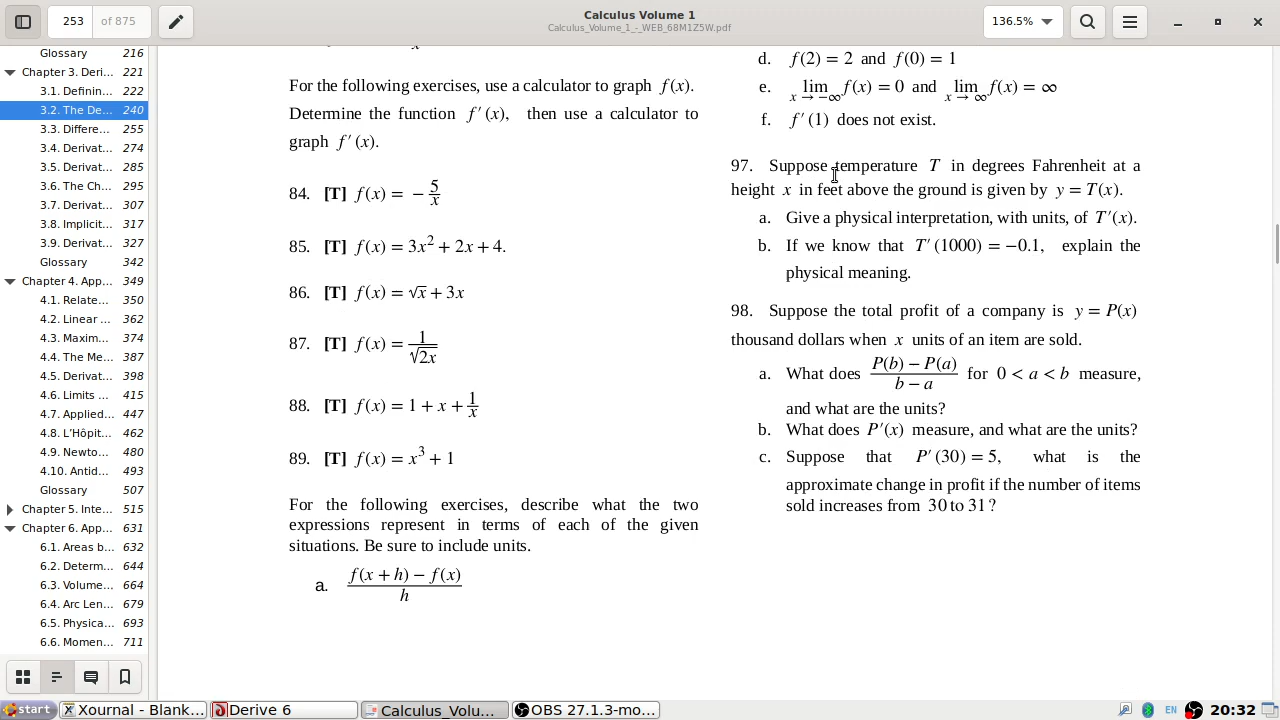 253 of 875
Calculus Volume 1
Calculus_Volume_1_-_WEB_68M1Z5W.pdf
136.5%
Glossary 216
Chapter 3. Deri... 221
3.1. Definin... 222
3.2. The De... 240
3.3. Differe... 255
3.4. Derivat... 274
3.5. Derivat... 285
3.6. The Ch... 295
3.7. Derivat... 307
3.8. Implicit... 317
3.9. Derivat... 327
Glossary 342
Chapter 4. App... 349
4.1. Relate... 350
4.2. Linear ... 362
4.3. Maxim... 374
4.4. The Me... 387
4.5. Derivat... 398
4.6. Limits ... 415
4.7. Applied... 447
4.8. L'Hôpit... 462
4.9. Newto... 480
4.10. Antid... 493
Glossary 507
Chapter 5. Inte... 515
Chapter 6. App... 631
6.1. Areas b... 632
6.2. Determ... 644
6.3. Volume... 664
6.4. Arc Len... 679
6.5. Physica... 693
6.6. Momen... 711
For the following exercises, use a calculator to graph f(x).
Determine the function f′(x), then use a calculator to
graph f′(x).
84. [T] f(x) = −5/x
85. [T] f(x) = 3x² + 2x + 4.
86. [T] f(x) = √x + 3x
87. [T] f(x) = 1/√2x
88. [T] f(x) = 1 + x + 1/x
89. [T] f(x) = x³ + 1
For the following exercises, describe what the two
expressions represent in terms of each of the given
situations. Be sure to include units.
a. f(x + h) − f(x)
h
d. f(2) = 2 and f(0) = 1
e. lim x → −∞ f(x) = 0 and lim x → ∞ f(x) = ∞
f. f′(1) does not exist.
97. Suppose temperature T in degrees Fahrenheit at a
height x in feet above the ground is given by y = T(x).
a. Give a physical interpretation, with units, of T′(x).
b. If we know that T′(1000) = −0.1, explain the
physical meaning.
98. Suppose the total profit of a company is y = P(x)
thousand dollars when x units of an item are sold.
a. What does P(b) − P(a)/b − a for 0 < a < b measure,
and what are the units?
b. What does P′(x) measure, and what are the units?
c. Suppose that P′(30) = 5, what is the
approximate change in profit if the number of items
sold increases from 30 to 31?
start
Xournal - Blank...
Derive 6
Calculus_Volu...
OBS 27.1.3-mo...
EN
20:32